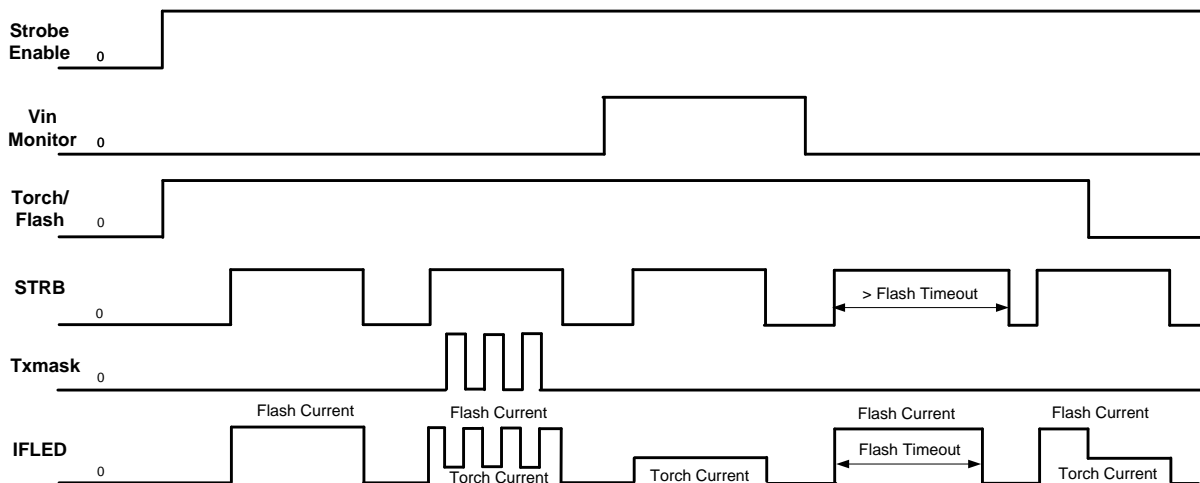 Strobe
Enable
0
Vin
Monitor
0
Torch/
Flash
0
STRB
0
> Flash Timeout
Txmask
0
Flash Current
Flash Current
Flash Current
Flash Current
IFLED
0
Torch Current
Torch Current
Flash Timeout
Torch Current